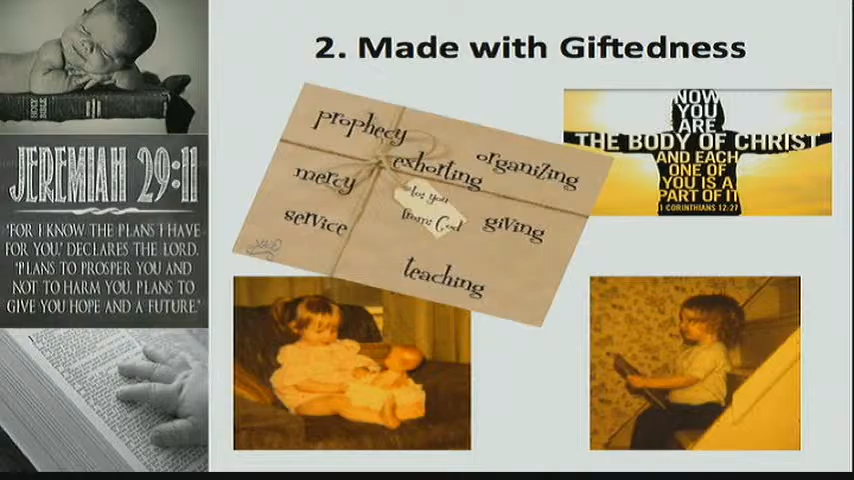 2. Made with Giftedness
HOLY BIBLE
JEREMIAH 29:11
"FOR I KNOW THE PLANS I HAVE
FOR YOU," DECLARES THE LORD,
"PLANS TO PROSPER YOU AND
NOT TO HARM YOU, PLANS TO
GIVE YOU HOPE AND A FUTURE."
prophecy
exhorting
organizing
mercy
to: you
from: God
service
giving
teaching
NOW
YOU
ARE
THE BODY OF CHRIST
AND EACH
ONE OF
YOU IS A
PART OF IT
1 CORINTHIANS 12:27